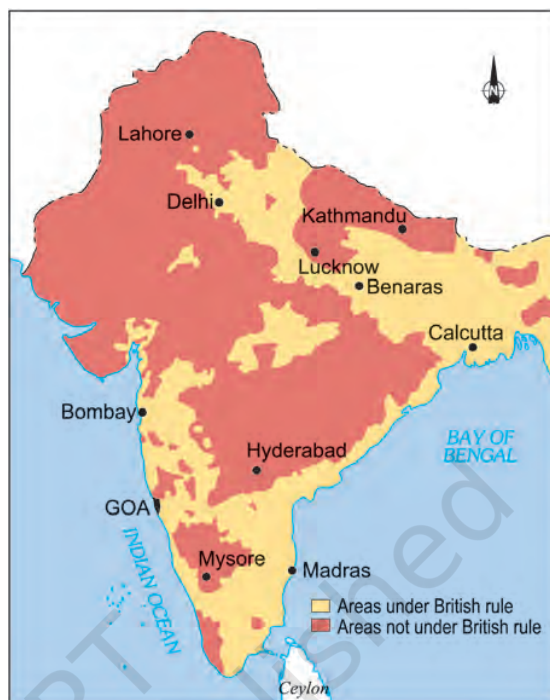 N
Lahore
Delhi
Kathmandu
Lucknow
Benaras
Calcutta
Bombay
BAY OF
BENGAL
Hyderabad
GOA
INDIAN OCEAN
Mysore
Madras
Areas under British rule
Areas not under British rule
Ceylon